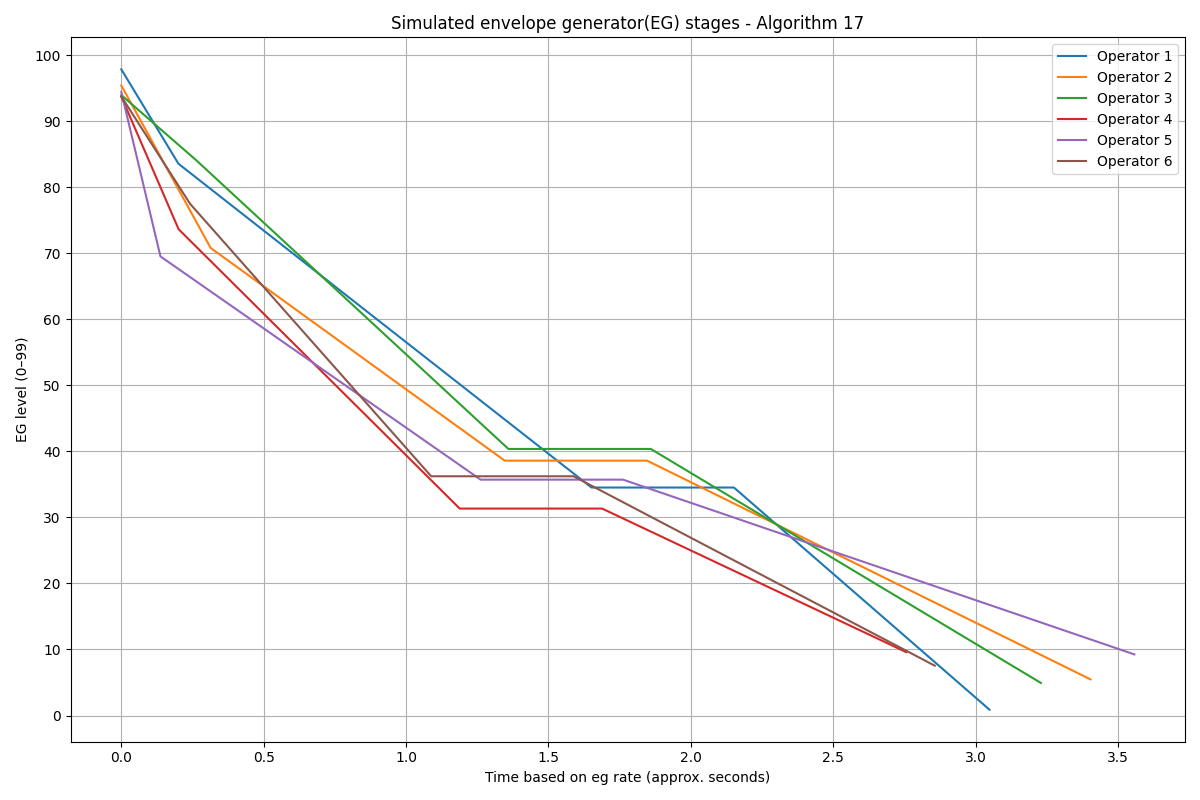 Simulated envelope generator(EG) stages - Algorithm 17
Operator 1
Operator 2
Operator 3
Operator 4
Operator 5
Operator 6
EG level (0–99)
100
90
80
70
60
50
40
30
20
10
0
0.0 0.5 1.0 1.5 2.0 2.5 3.0 3.5
Time based on eg rate (approx. seconds)